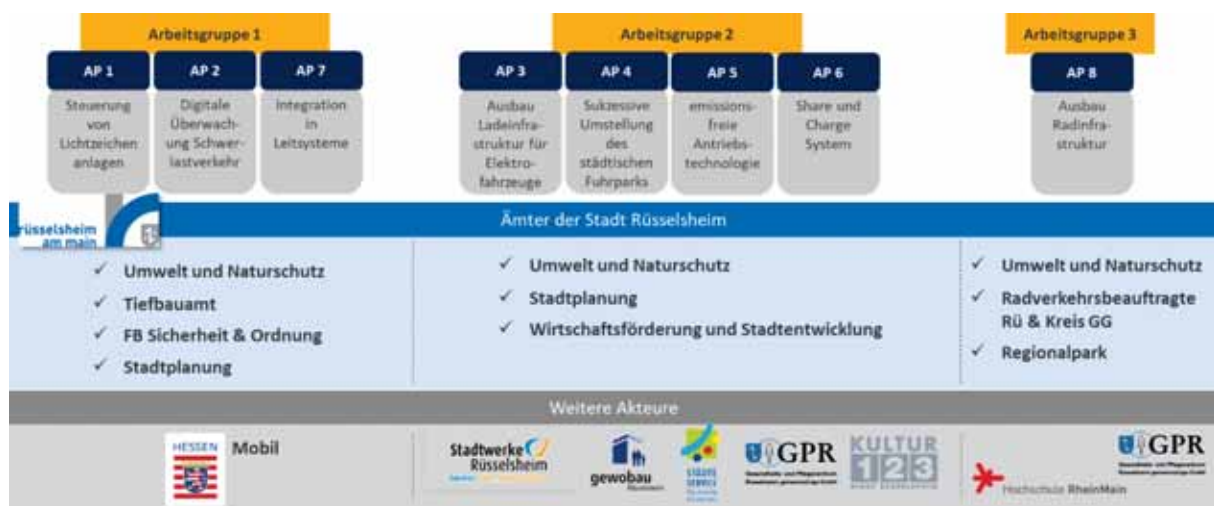 Arbeitsgruppe 1
AP 1
AP 2
AP 7
Steuerung
von
Lichtzeichen
anlagen
Digitale
Überwach-
ung Schwer-
lastverkehr
Integration
in
Leitsysteme
Arbeitsgruppe 2
AP 3
AP 4
AP 5
AP 6
Ausbau
Ladeinfra-
struktur für
Elektro-
fahrzeuge
Sukzessive
Umstellung
des
städtischen
Fuhrparks
emissions-
freie
Antriebs-
technologie
Share und
Charge
System
Arbeitsgruppe 3
AP 8
Ausbau
Radinfra-
struktur
rüsselsheim
am main
Ämter der Stadt Rüsselsheim
✓ Umwelt und Naturschutz
✓ Tiefbauamt
✓ FB Sicherheit & Ordnung
✓ Stadtplanung
✓ Umwelt und Naturschutz
✓ Stadtplanung
✓ Wirtschaftsförderung und Stadtentwicklung
✓ Umwelt und Naturschutz
✓ Radverkehrsbeauftragte
Rü & Kreis GG
✓ Regionalpark
Weitere Akteure
HESSEN
Mobil
Stadtwerke
Rüsselsheim
gewobau
STÄDTE
SERVICE
GPR
KULTUR
123
Hochschule RheinMain
GPR